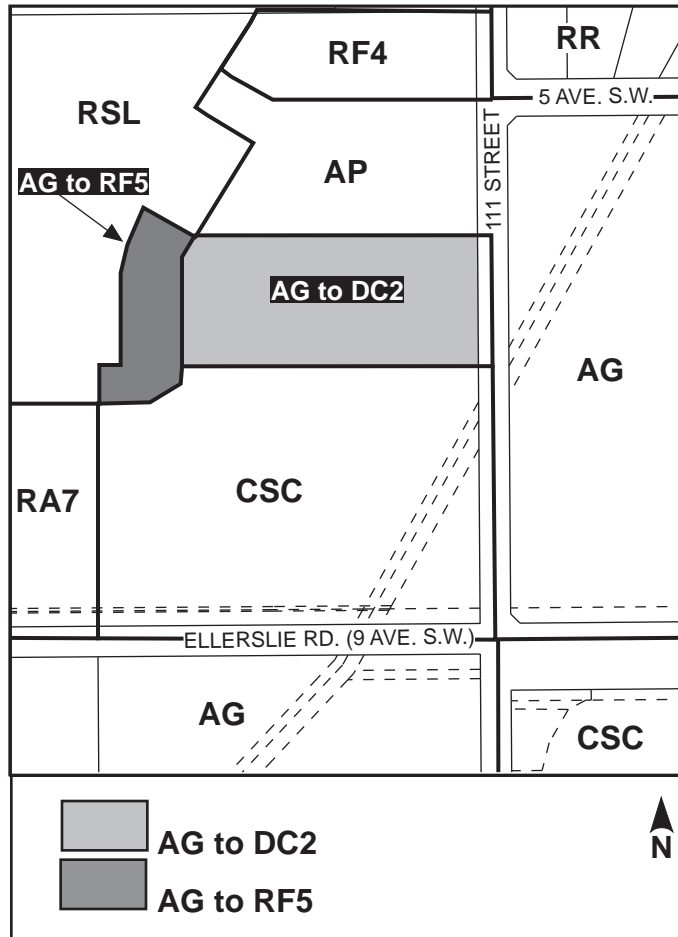 RF4
RR
5 AVE. S.W.
RSL
111 STREET
AP
AG to RF5
AG to DC2
AG
CSC
RA7
ELLERSLIE RD. (9 AVE. S.W.)
AG
CSC
AG to DC2
N
AG to RF5